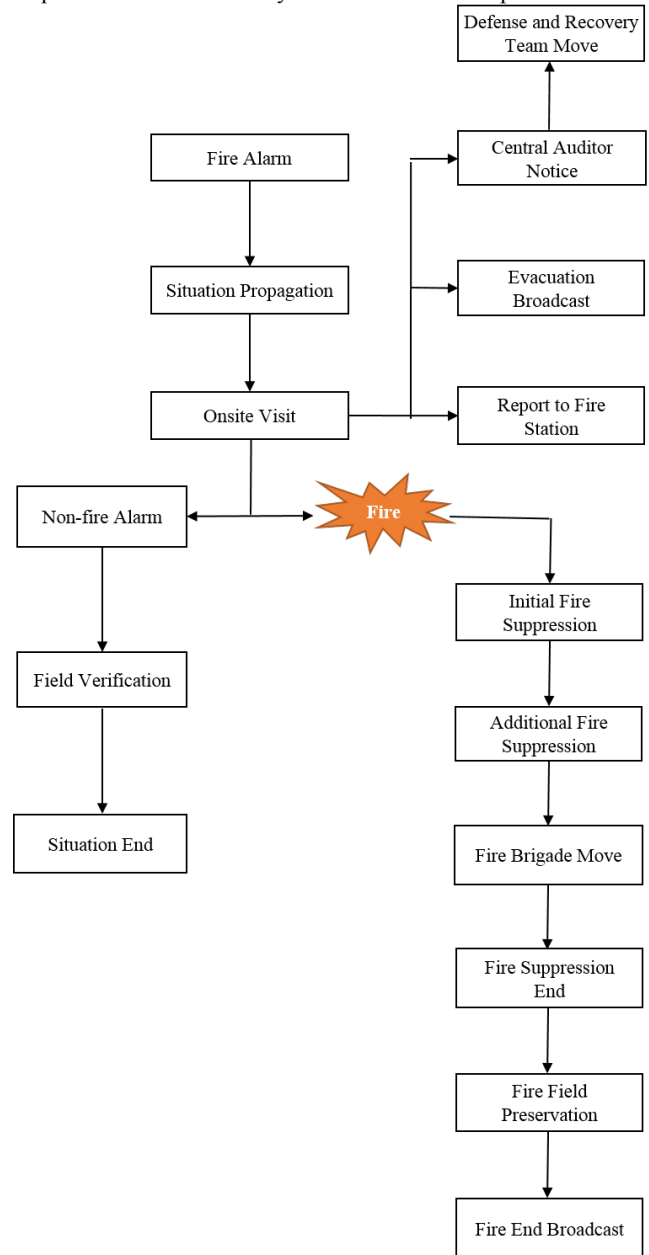 Defense and Recovery
Team Move
Fire Alarm
Central Auditor
Notice
Situation Propagation
Evacuation
Broadcast
Onsite Visit
Report to Fire
Station
Non-fire Alarm
Fire
Initial Fire
Suppression
Field Verification
Additional Fire
Suppression
Situation End
Fire Brigade Move
Fire Suppression
End
Fire Field
Preservation
Fire End Broadcast